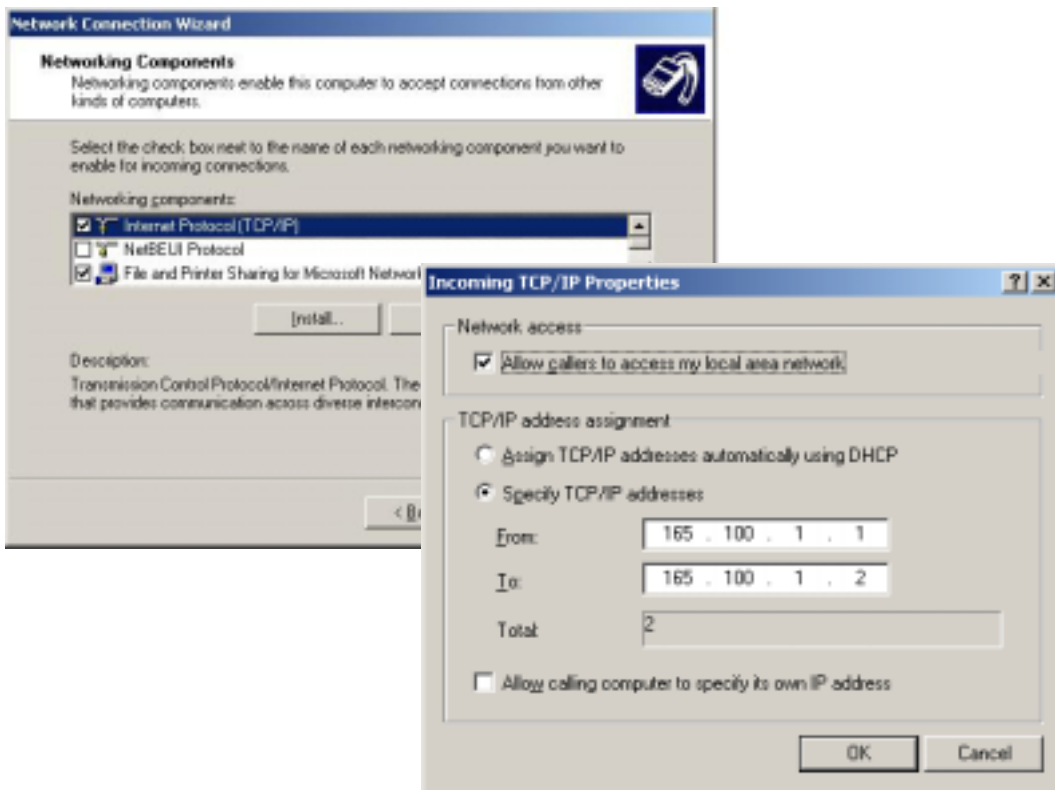 Network Connection Wizard
Networking Components
Networking components enable this computer to accept connections from other
kinds of computers.
Select the check box next to the name of each networking component you want to
enable for incoming connections.
Networking components:
Internet Protocol (TCP/IP)
NetBEUI Protocol
File and Printer Sharing for Microsoft Network
Install...
Description:
Transmission Control Protocol/Internet Protocol. The
that provides communication across diverse intercon
< B
Incoming TCP/IP Properties
Network access
Allow callers to access my local area network
TCP/IP address assignment
Assign TCP/IP addresses automatically using DHCP
Specify TCP/IP addresses
From: 165 . 100 . 1 . 1
To: 165 . 100 . 1 . 2
Total: 2
Allow calling computer to specify its own IP address
OK Cancel